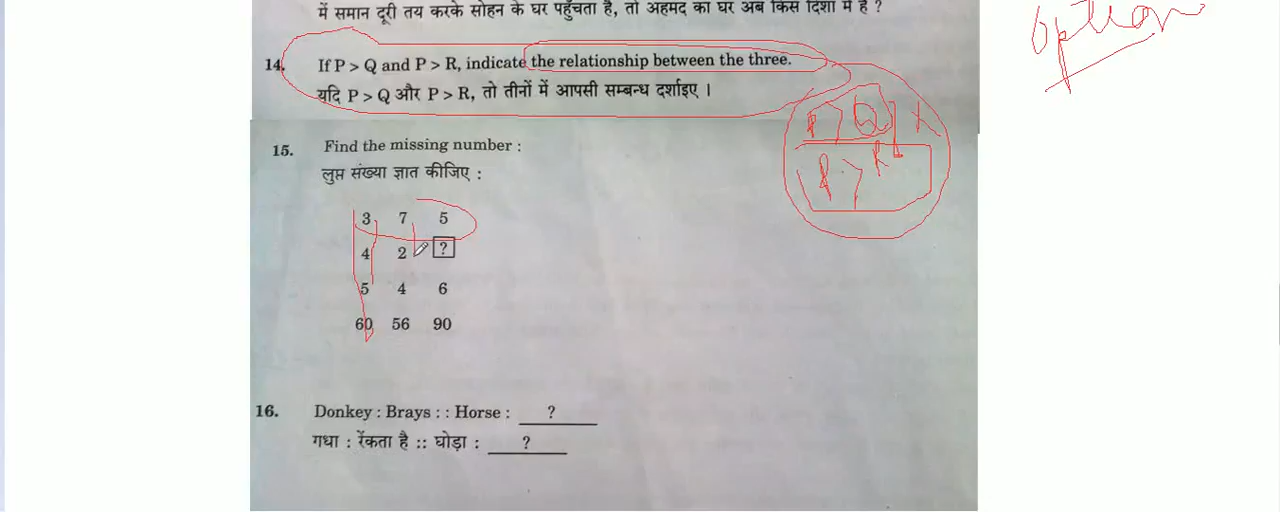 में समान दूरी तय करके सोहन के घर पहुँचता है, तो अहमद का घर अब किस दिशा में है ?
option
14. If P > Q and P > R, indicate the relationship between the three.
यदि P > Q और P > R, तो तीनों में आपसी सम्बन्ध दर्शाइए ।
P > Q
P > R
15. Find the missing number :
लुप्त संख्या ज्ञात कीजिए :
3 7 5
4 2 ?
5 4 6
60 56 90
16. Donkey : Brays : : Horse : ?
गधा : रेंकता है :: घोड़ा : ?